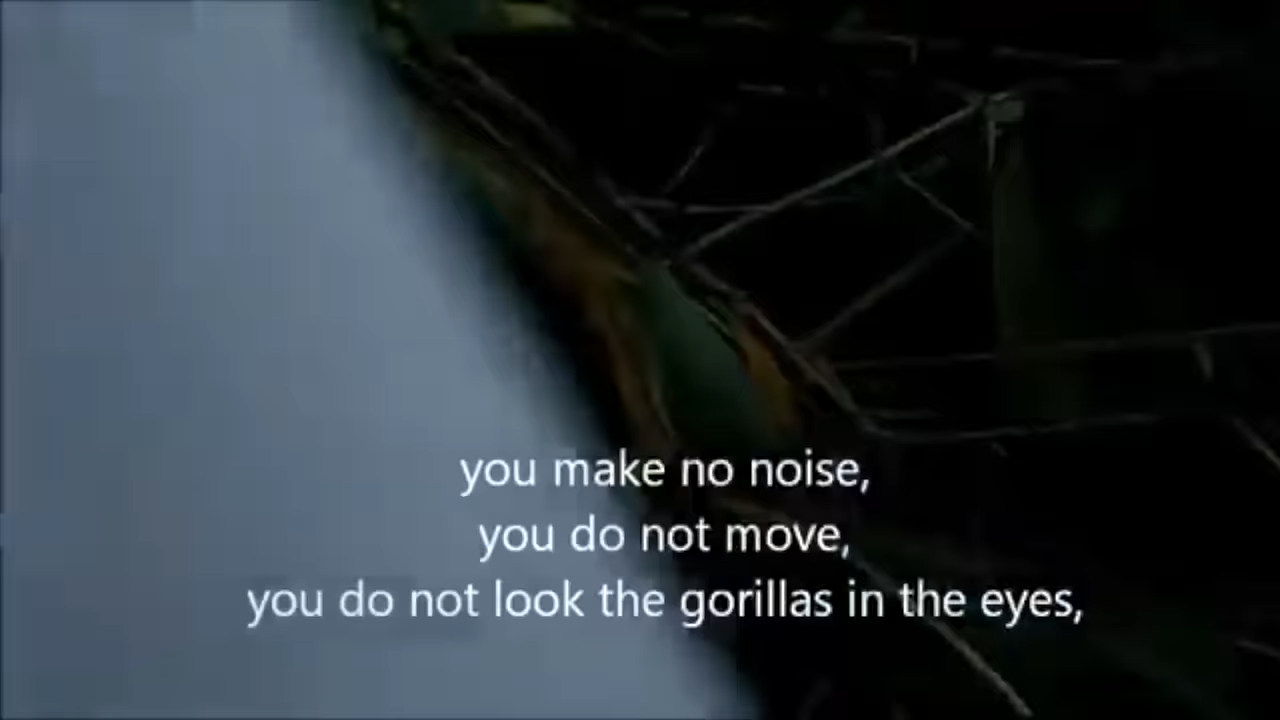 you make no noise,
you do not move,
you do not look the gorillas in the eyes,